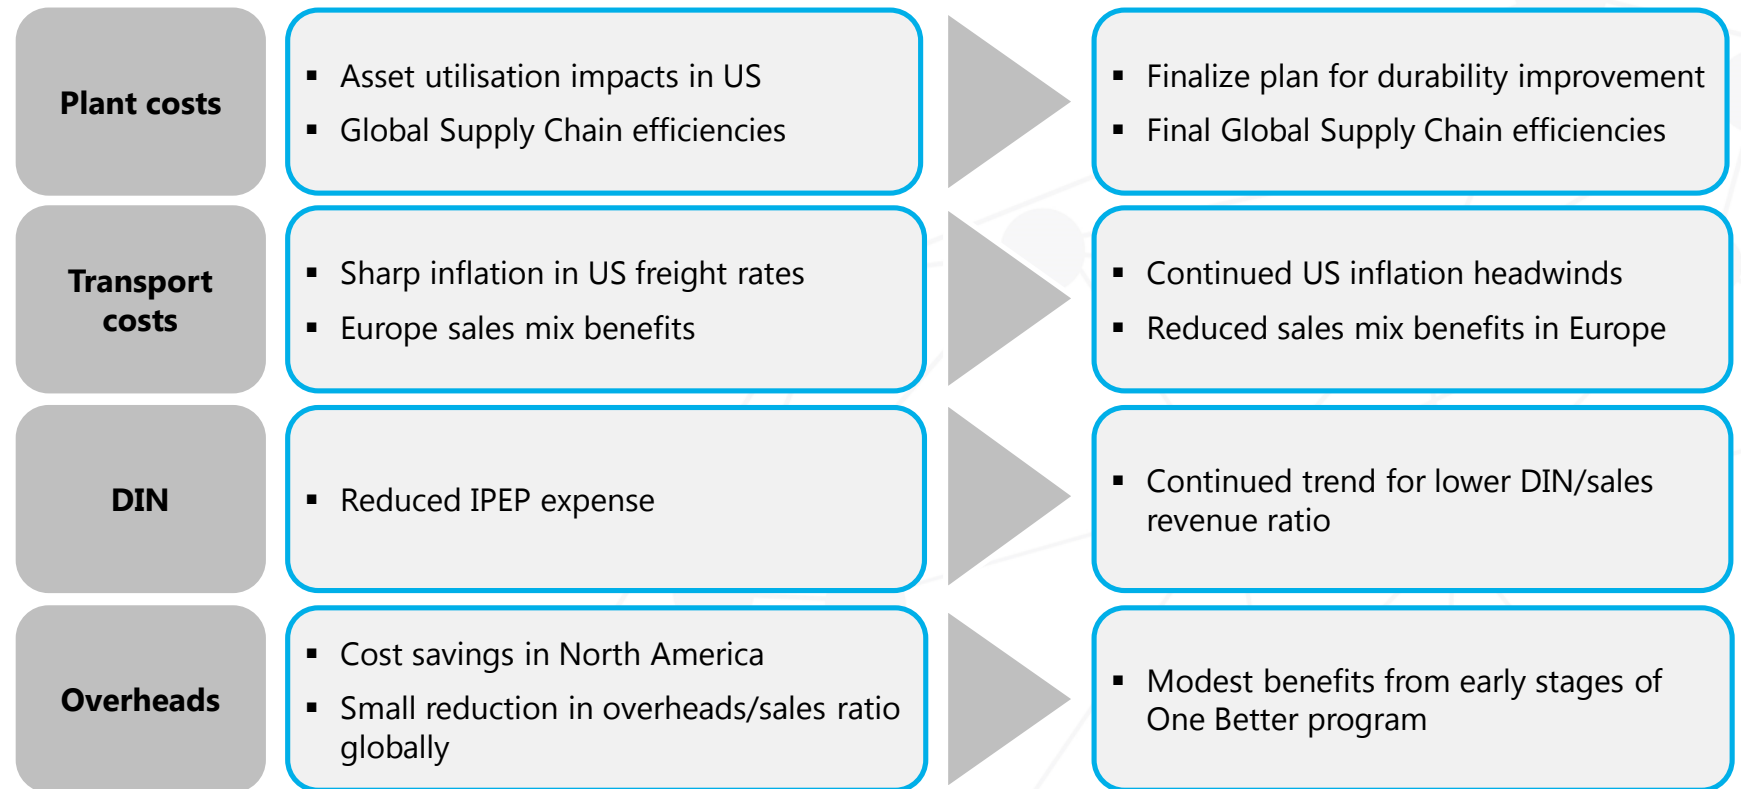 Plant costs
▪ Asset utilisation impacts in US
▪ Global Supply Chain efficiencies
▪ Finalize plan for durability improvement
▪ Final Global Supply Chain efficiencies
Transport
costs
▪ Sharp inflation in US freight rates
▪ Europe sales mix benefits
▪ Continued US inflation headwinds
▪ Reduced sales mix benefits in Europe
DIN
▪ Reduced IPEP expense
▪ Continued trend for lower DIN/sales
revenue ratio
Overheads
▪ Cost savings in North America
▪ Small reduction in overheads/sales ratio
globally
▪ Modest benefits from early stages of
One Better program